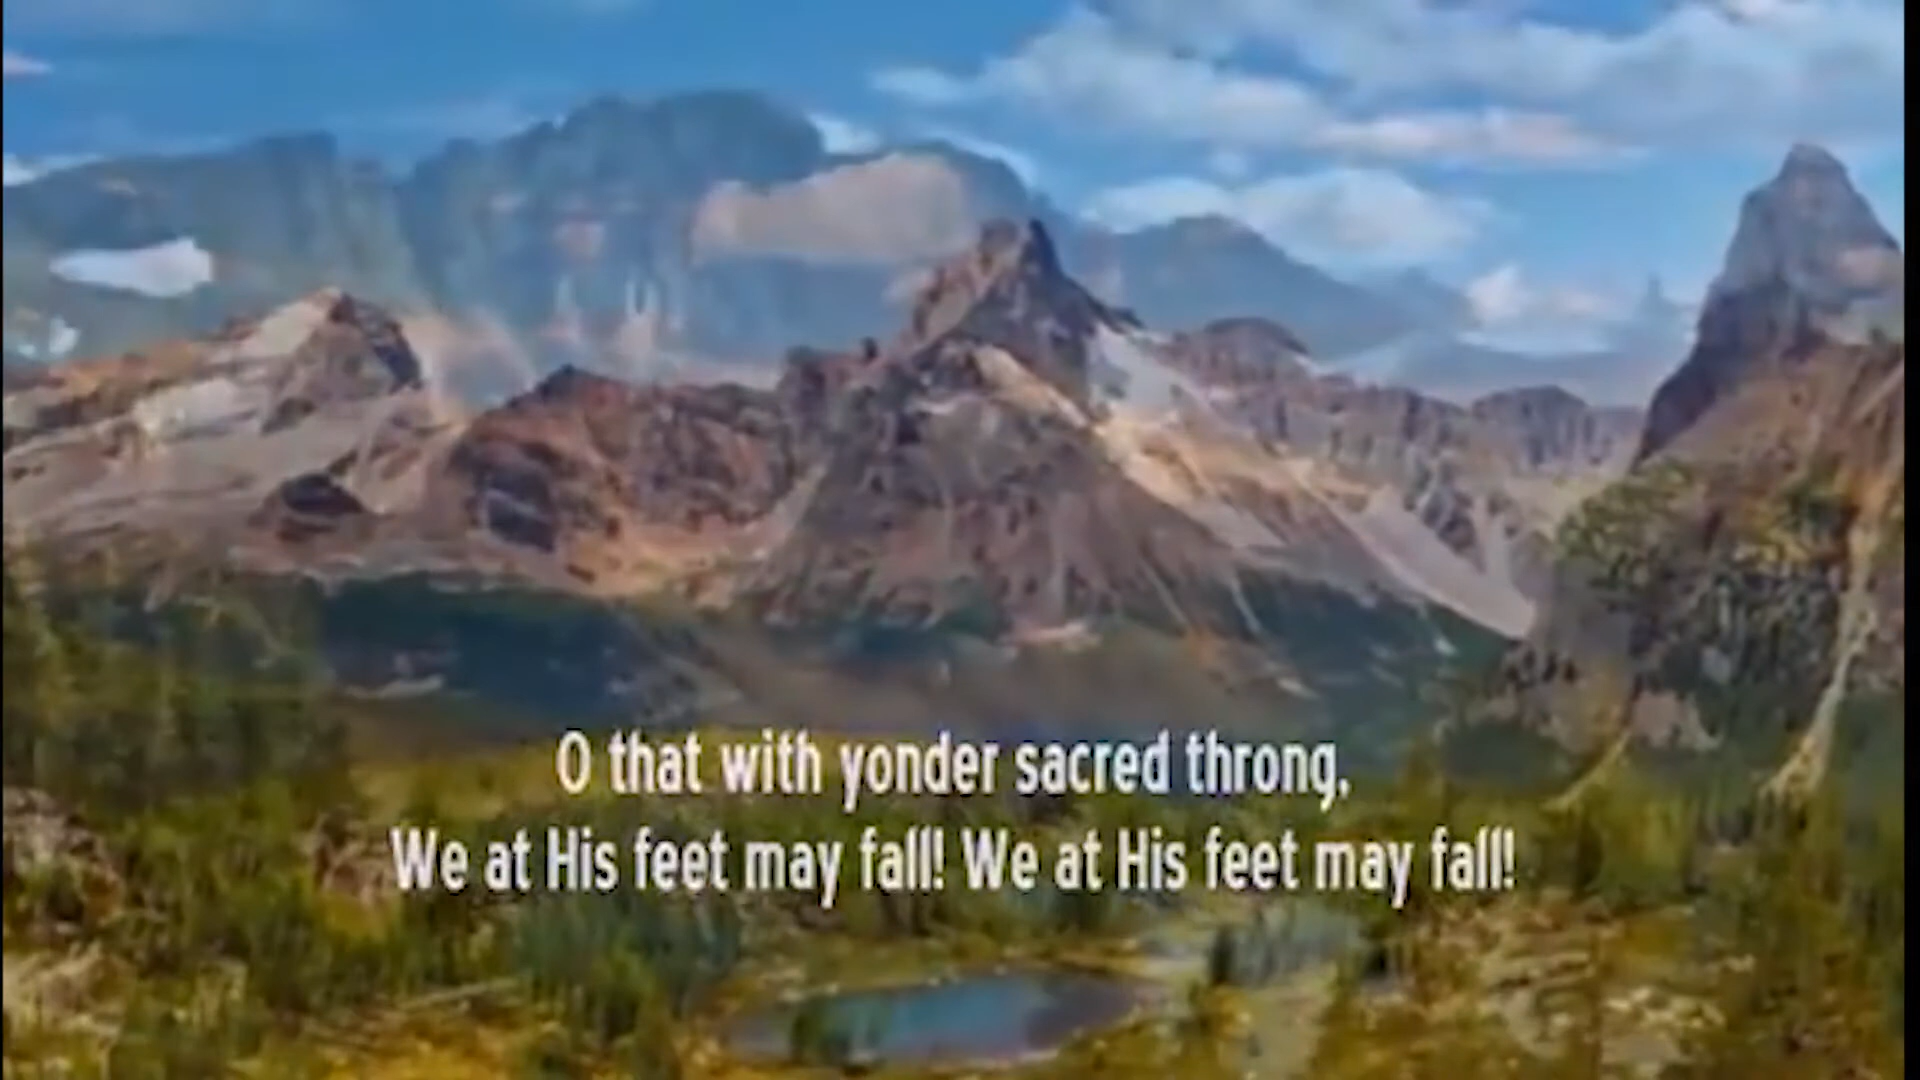 O that with yonder sacred throng,
We at His feet may fall! We at His feet may fall!